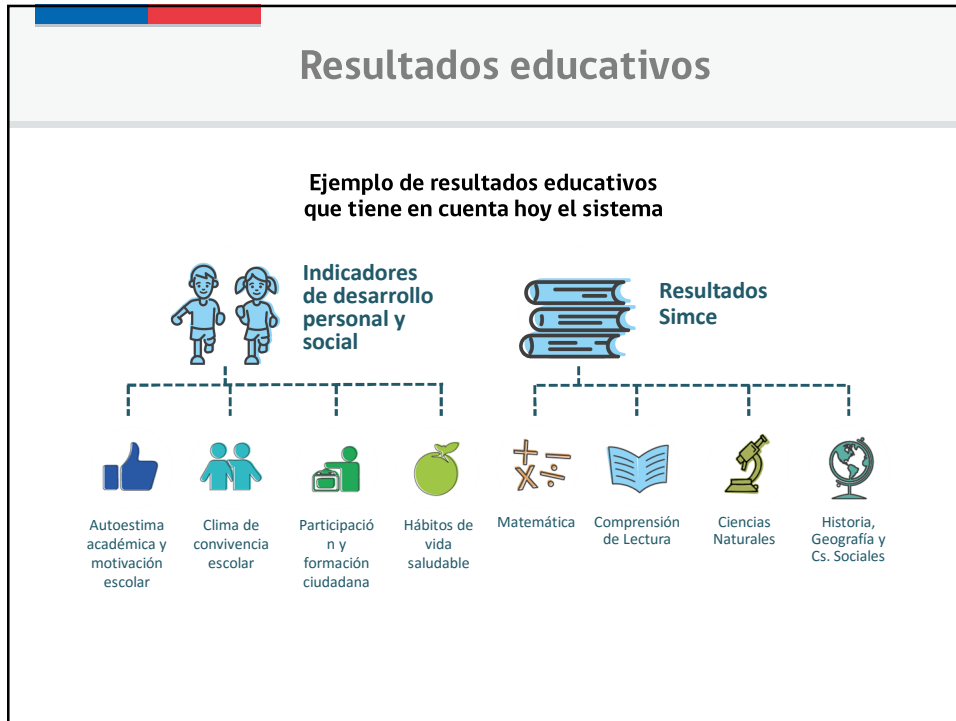 Resultados educativos
Ejemplo de resultados educativos
que tiene en cuenta hoy el sistema
Indicadores
de desarrollo
personal y
social
Resultados
Simce
Autoestima
académica y
motivación
escolar
Clima de
convivencia
escolar
Participació
n y
formación
ciudadana
Hábitos de
vida
saludable
Matemática
Comprensión
de Lectura
Ciencias
Naturales
Historia,
Geografía y
Cs. Sociales